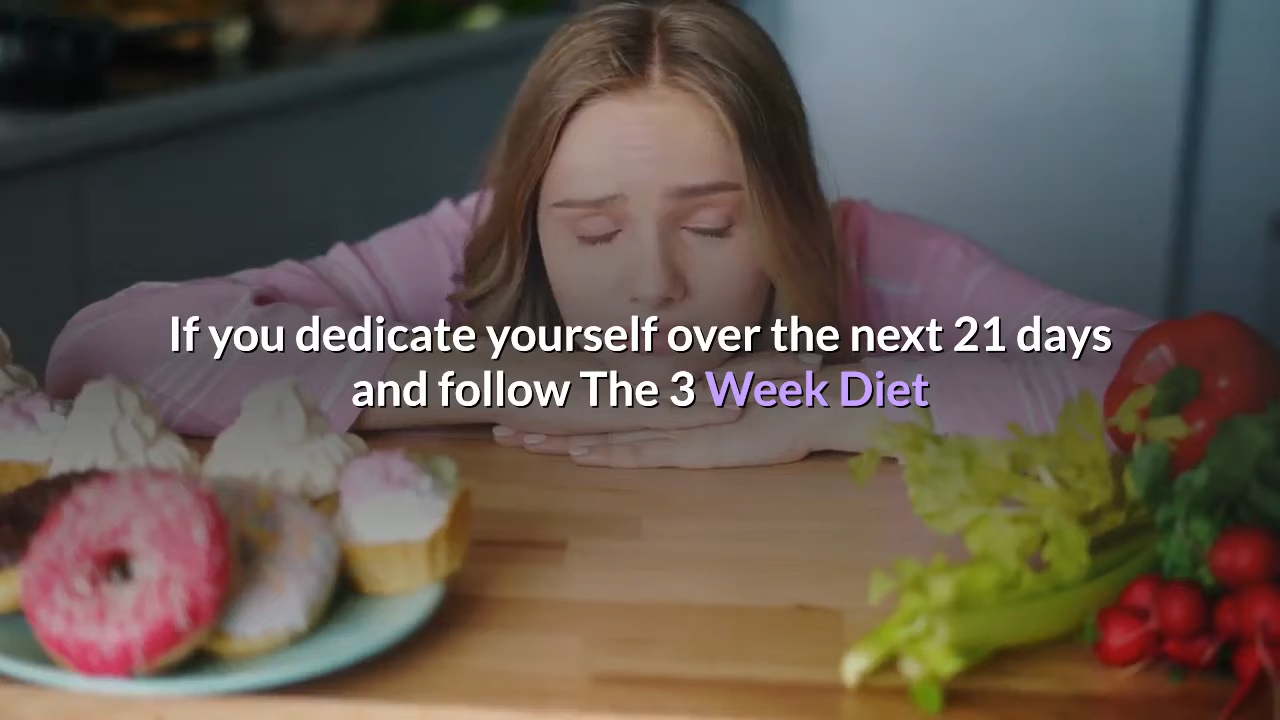 If you dedicate yourself over the next 21 days
and follow The 3 Week Diet